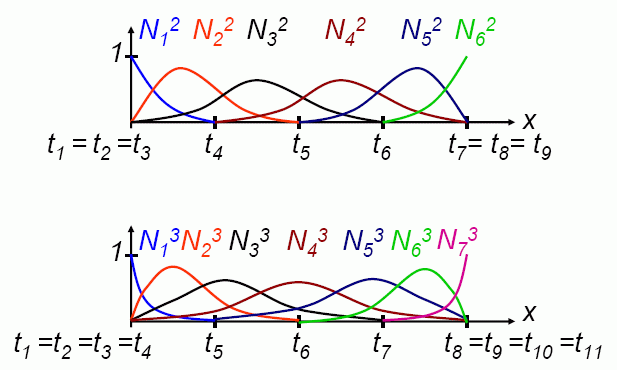 1 N₁² N₂² N₃² N₄² N₅² N₆²
x
t₁ = t₂ =t₃ t₄ t₅ t₆ t₇= t₈= t₉
1 N₁³ N₂³ N₃³ N₄³ N₅³ N₆³ N₇³
x
t₁ =t₂ =t₃ =t₄ t₅ t₆ t₇ t₈ =t₉ =t₁₀ =t₁₁